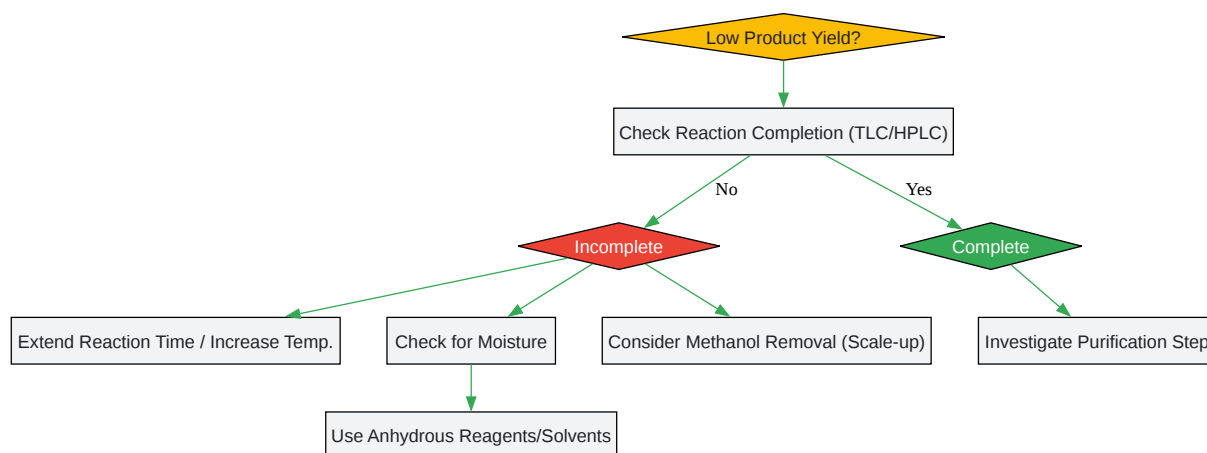 Low Product Yield?
Check Reaction Completion (TLC/HPLC)
No
Yes
Incomplete
Complete
Extend Reaction Time / Increase Temp.
Check for Moisture
Consider Methanol Removal (Scale-up)
Investigate Purification Step
Use Anhydrous Reagents/Solvents